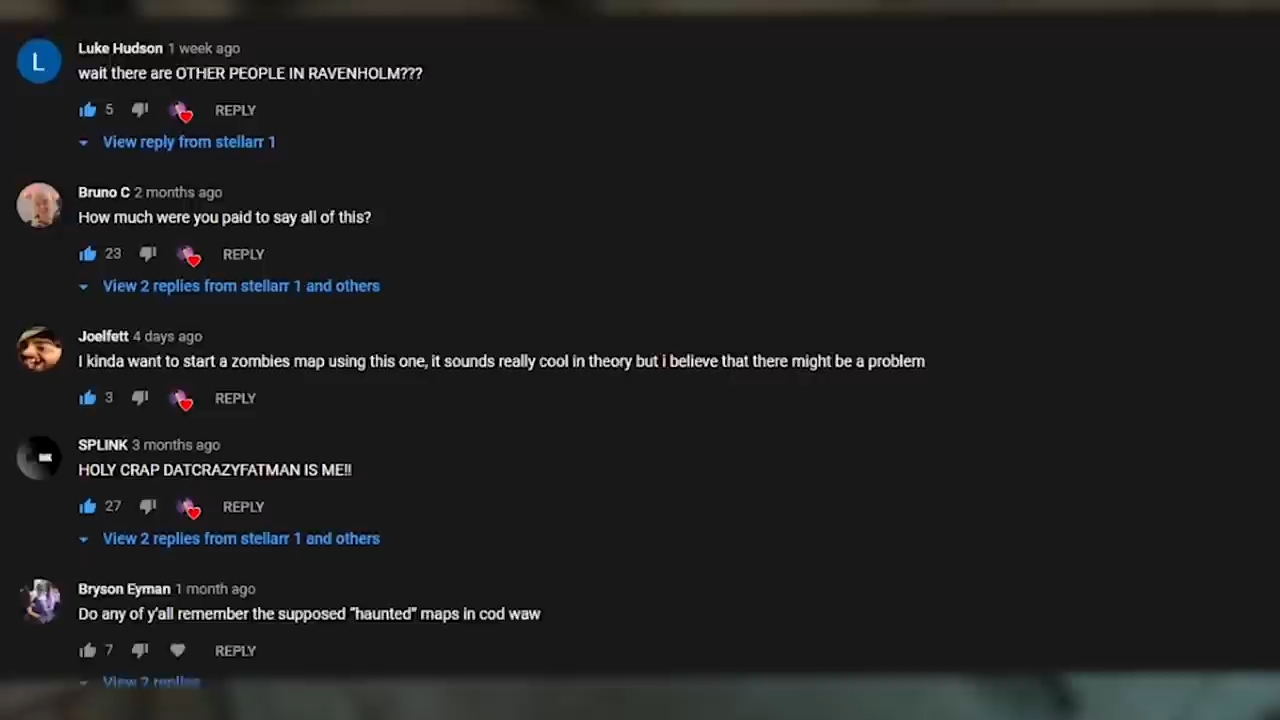 L
Luke Hudson 1 week ago
wait there are OTHER PEOPLE IN RAVENHOLM???
5 REPLY
View reply from stellarr 1
Bruno C 2 months ago
How much were you paid to say all of this?
23 REPLY
View 2 replies from stellarr 1 and others
Joelfett 4 days ago
I kinda want to start a zombies map using this one, it sounds really cool in theory but i believe that there might be a problem
3 REPLY
SPLINK 3 months ago
HOLY CRAP DATCRAZYFATMAN IS ME!!
27 REPLY
View 2 replies from stellarr 1 and others
Bryson Eyman 1 month ago
Do any of y'all remember the supposed "haunted" maps in cod waw
7 REPLY
View 2 replies